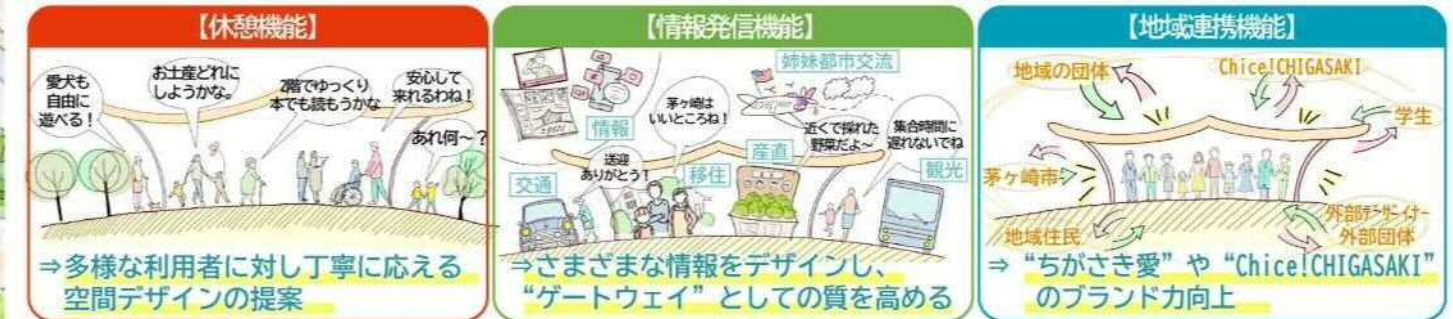 【休憩機能】
愛犬も
自由に
遊べる!
お土産どれに
しようかな。
2階でゆっくり
本でも読もうかな
安心して
来れるわね!
あれ何~?
⇒多様な利用者に対し丁寧に応える
空間デザインの提案
【情報発信機能】
NEWS
情報
姉妹都市交流
茅ヶ崎は
いいところね!
近くで採れた
野菜だよ~
集合時間に
遅れないでね
送迎
ありがとう!
交通
移住
産直
観光
⇒さまざまな情報をデザインし、
“ゲートウェイ”としての質を高める
【地域連携機能】
地域の団体
Chice!CHIGASAKI
学生
茅ヶ崎市
地域住民
外部デザイナー
外部団体
⇒ “ちがさき愛”や“Chice!CHIGASAKI”
のブランド力向上